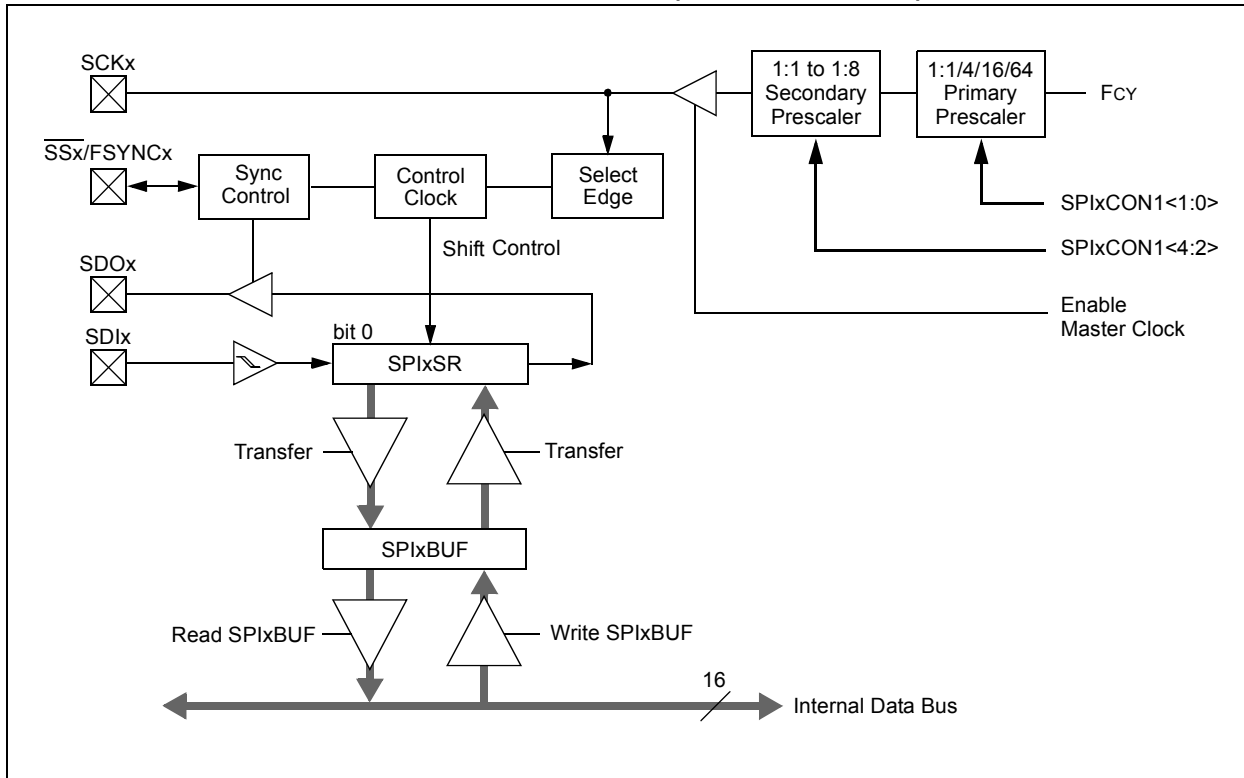 SCKx
1:1 to 1:8
Secondary
Prescaler
1:1/4/16/64
Primary
Prescaler
FCY
SSx/FSYNCx
Sync
Control
Control
Clock
Select
Edge
SPIxCON1<1:0>
Shift Control
SPIxCON1<4:2>
SDOx
Enable
Master Clock
SDIx
bit 0
SPIxSR
Transfer
Transfer
SPIxBUF
Read SPIxBUF
Write SPIxBUF
16
Internal Data Bus